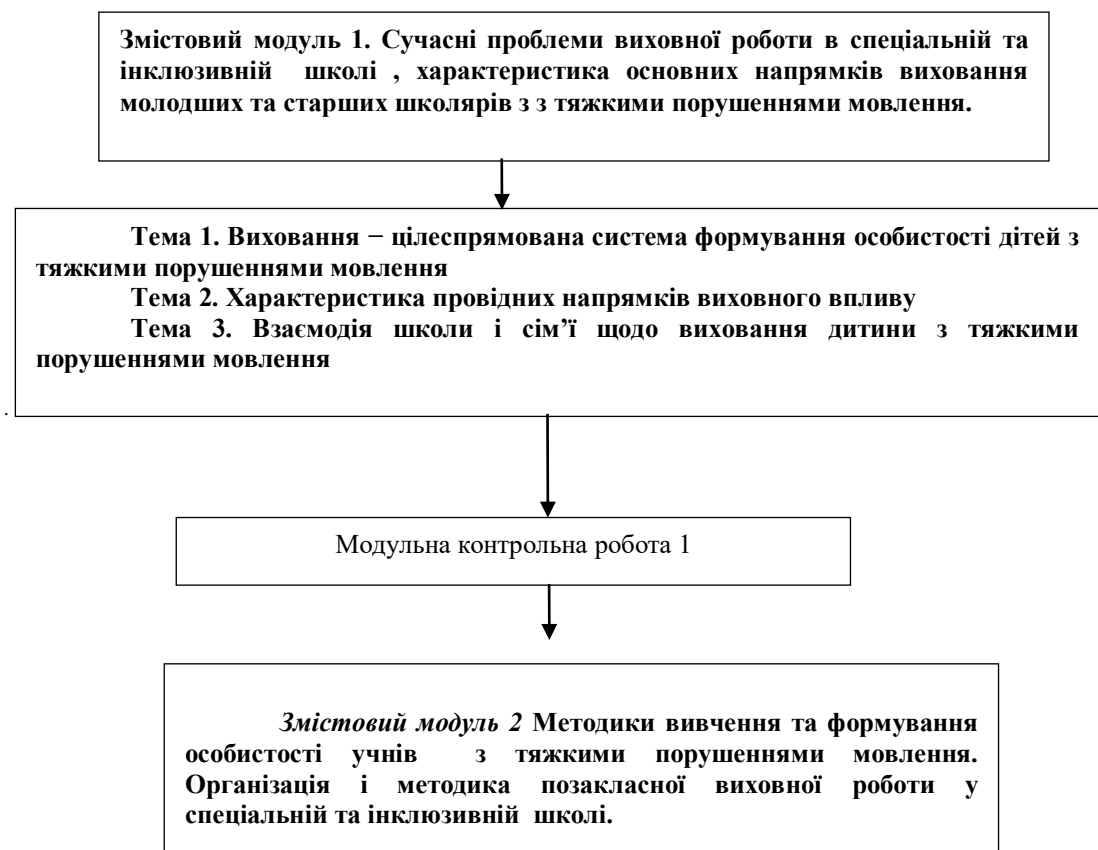 Змістовий модуль 1. Сучасні проблеми виховної роботи в спеціальній та
інклюзивній школі , характеристика основних напрямків виховання
молодших та старших школярів з з тяжкими порушеннями мовлення.
Тема 1. Виховання − цілеспрямована система формування особистості дітей з
тяжкими порушеннями мовлення
Тема 2. Характеристика провідних напрямків виховного впливу
Тема 3. Взаємодія школи і сім’ї щодо виховання дитини з тяжкими
порушеннями мовлення
.
Модульна контрольна робота 1
Змістовий модуль 2 Методики вивчення та формування
особистості учнів з тяжкими порушеннями мовлення.
Організація і методика позакласної виховної роботи у
спеціальній та інклюзивній школі.